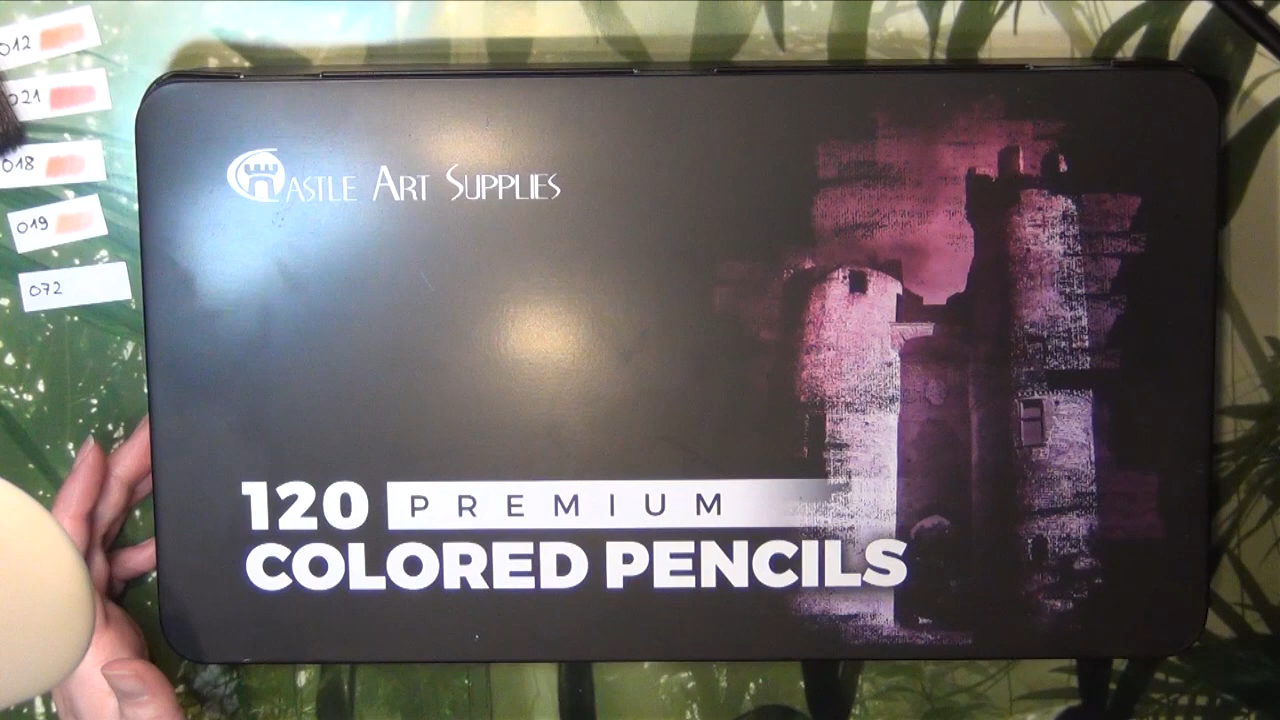 012
021
018
019
072
CASTLE ART SUPPLIES
120 PREMIUM
COLORED PENCILS